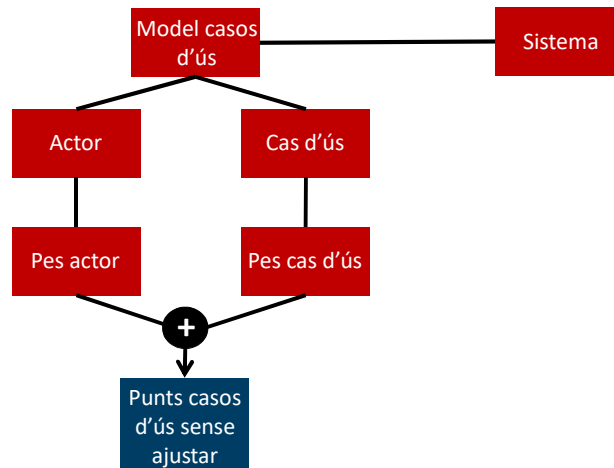 Model casos
d’ús
Sistema
Actor
Cas d’ús
Pes actor
Pes cas d’ús
+
Punts casos
d’ús sense
ajustar